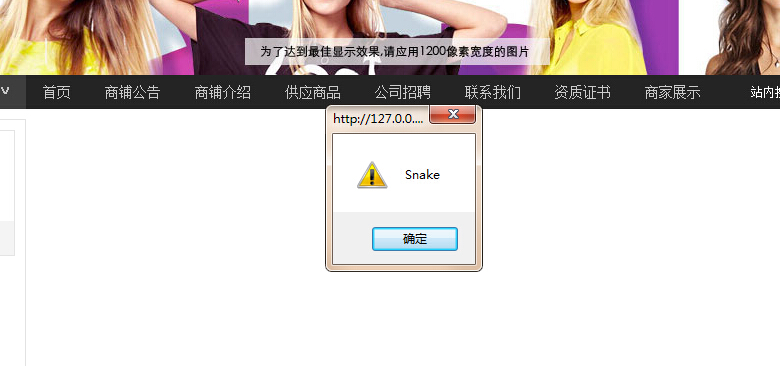 为了达到最佳显示效果,请应用1200像素宽度的图片
首页 商铺公告 商铺介绍 供应商品 公司招聘 联系我们 资质证书 商家展示 站内
http://127.0.0....
Snake
确定